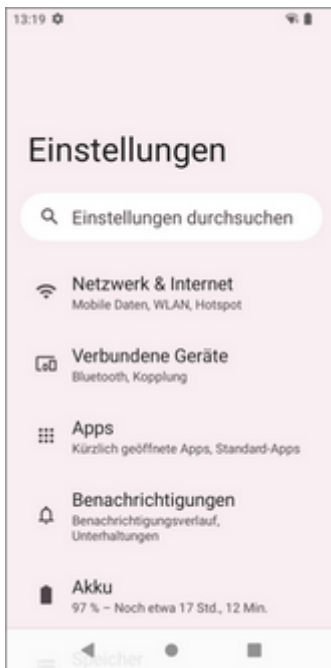 13:19
Einstellungen
Einstellungen durchsuchen
Netzwerk & Internet
Mobile Daten, WLAN, Hotspot
Verbundene Geräte
Bluetooth, Kopplung
Apps
Kürzlich geöffnete Apps, Standard-Apps
Benachrichtigungen
Benachrichtigungsverlauf,
Unterhaltungen
Akku
97 % – Noch etwa 17 Std., 12 Min.
Speicher